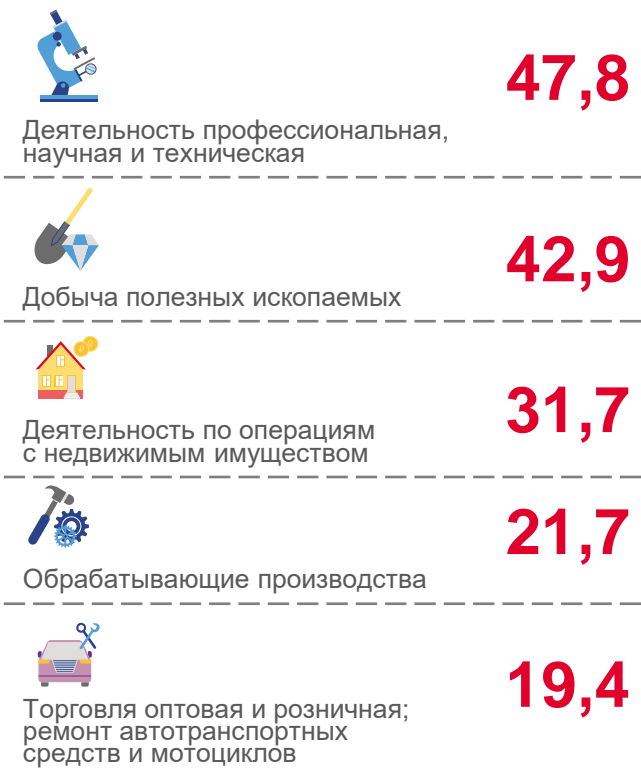 47,8
Деятельность профессиональная,
научная и техническая
42,9
Добыча полезных ископаемых
31,7
Деятельность по операциям
с недвижимым имуществом
21,7
Обрабатывающие производства
19,4
Торговля оптовая и розничная;
ремонт автотранспортных
средств и мотоциклов